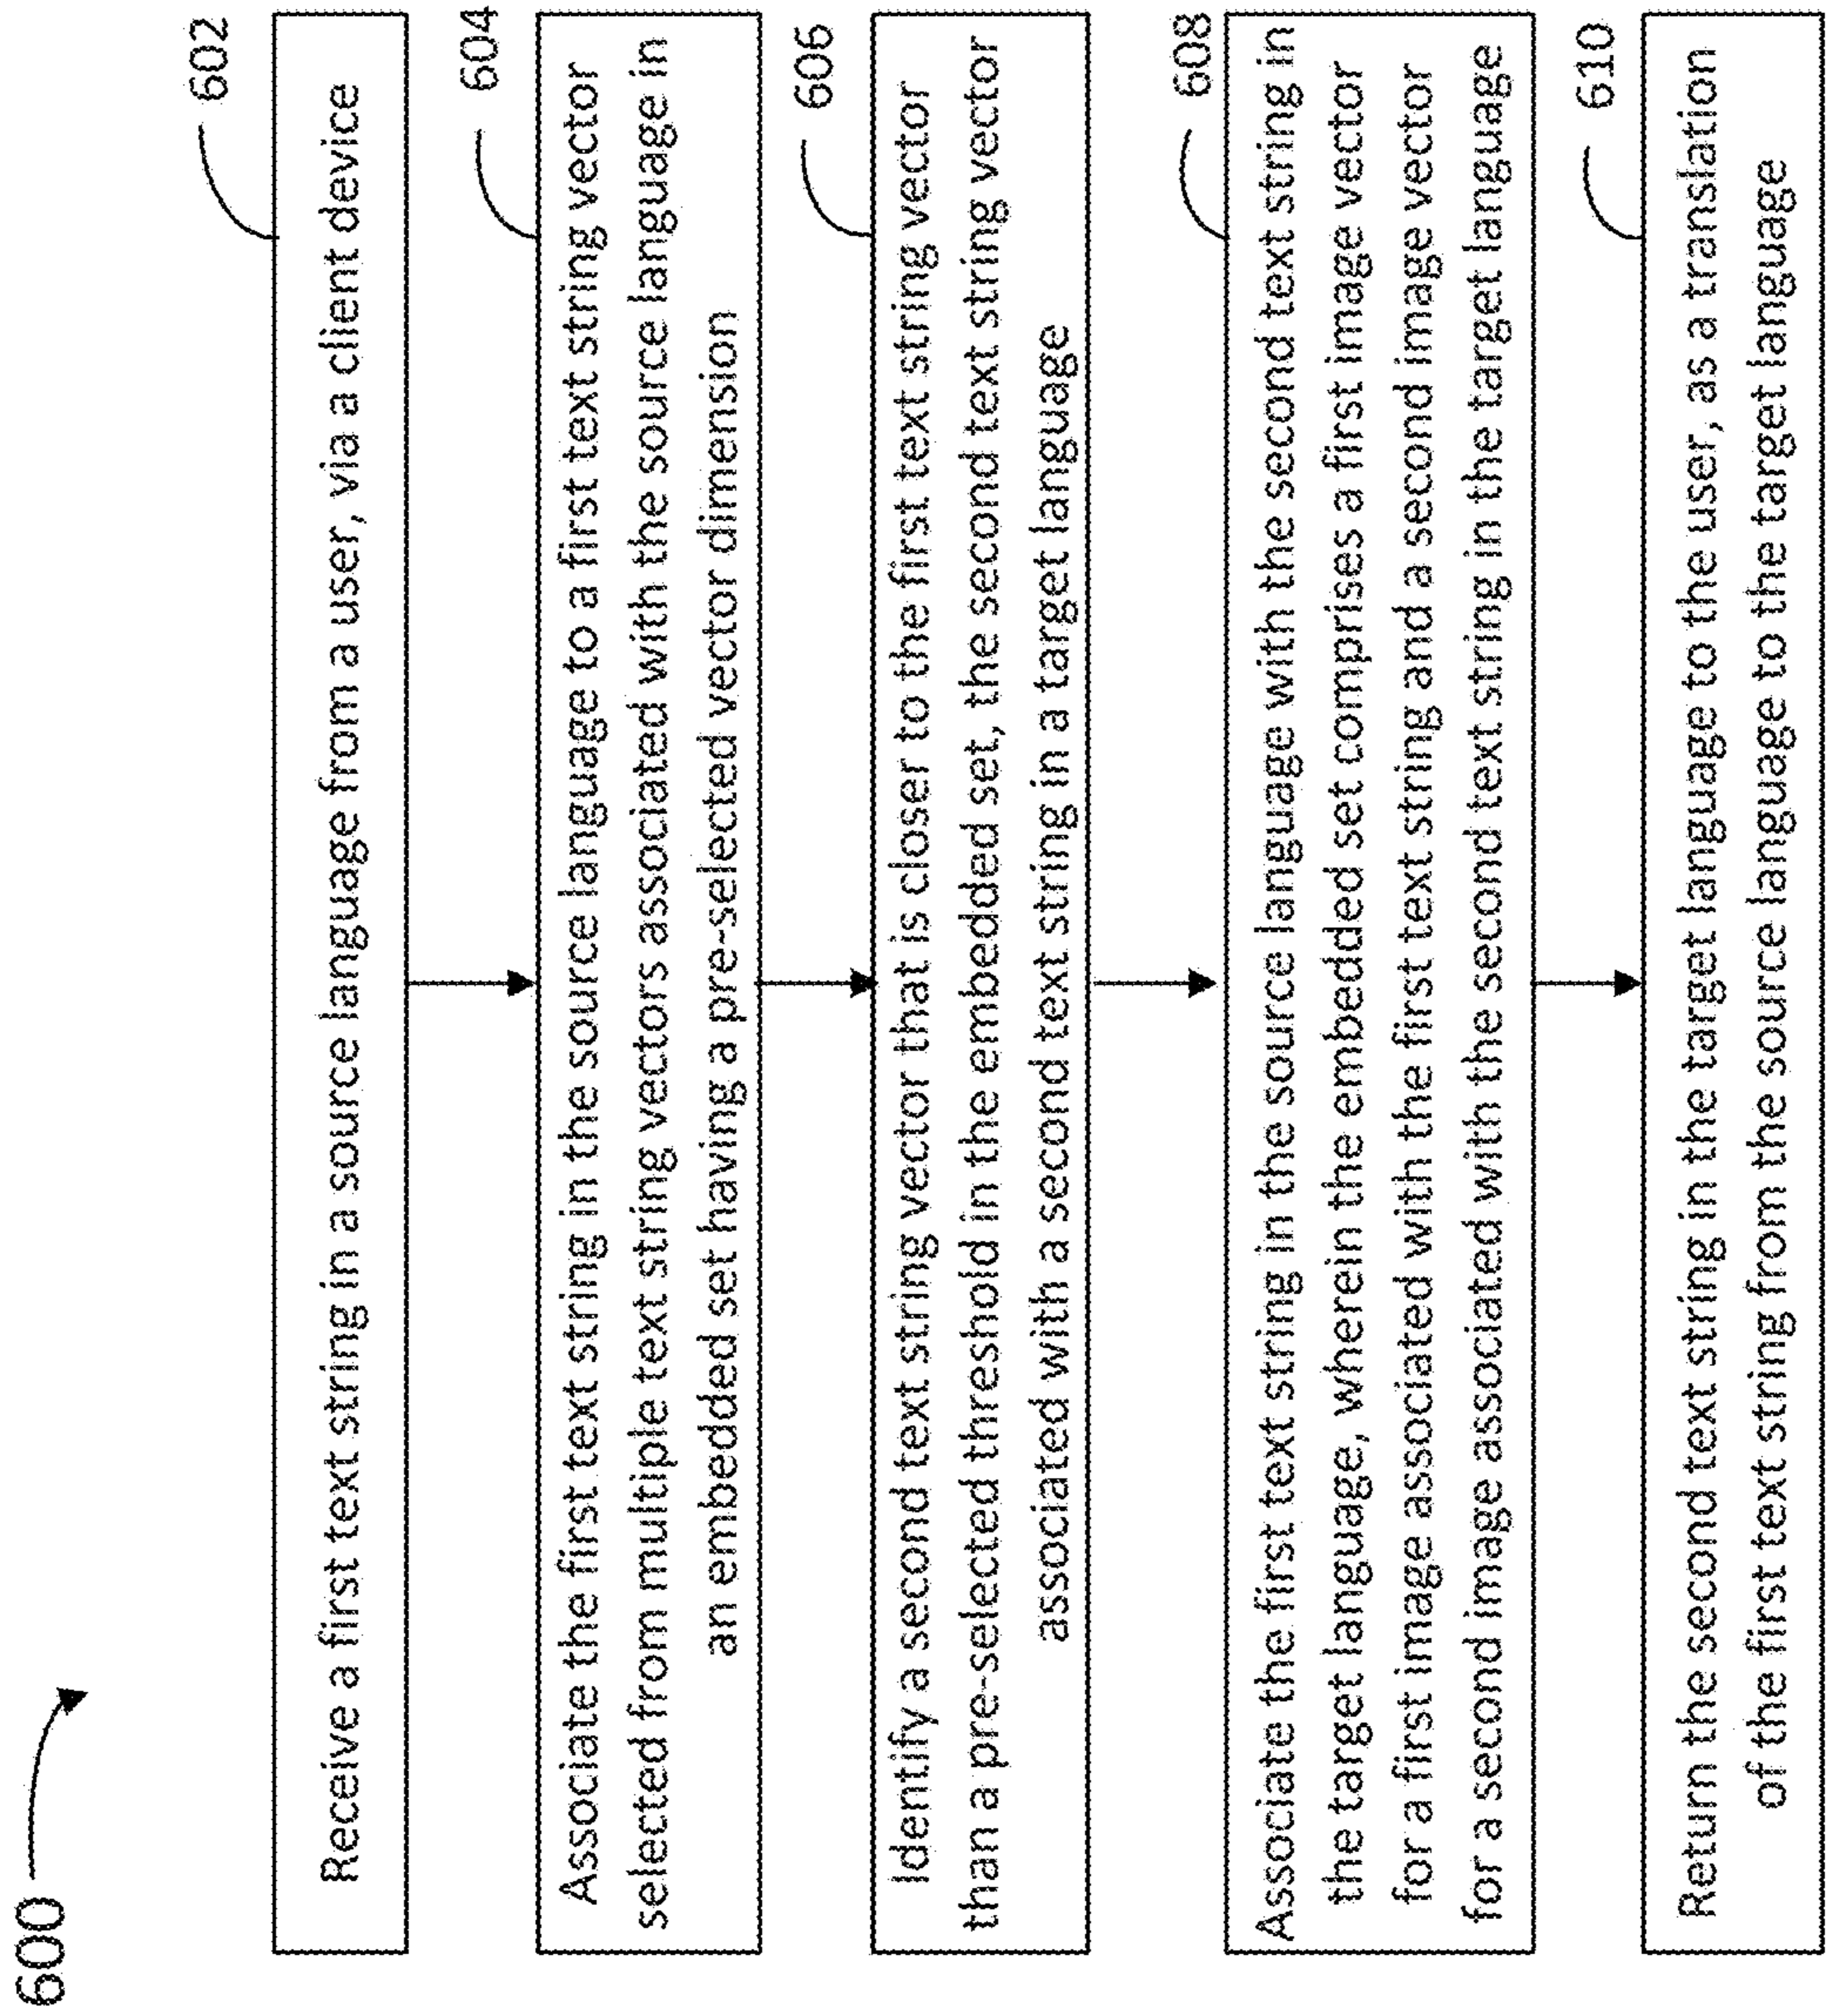 600
602
Receive a first text string in a source language from a user, via a client device
604
Associate the first text string in the source language to a first text string vector
selected from multiple text string vectors associated with the source language in
an embedded set having a pre-selected vector dimension
606
Identify a second text string vector that is closer to the first text string vector
than a pre-selected threshold in the embedded set, the second text string vector
associated with a second text string in a target language
608
Associate the first text string in the source language with the second text string in
the target language, wherein the embedded set comprises a first image vector
for a first image associated with the first text string and a second image vector
for a second image associated with the second text string in the target language
610
Return the second text string in the target language to the user, as a translation
of the first text string from the source language to the target language